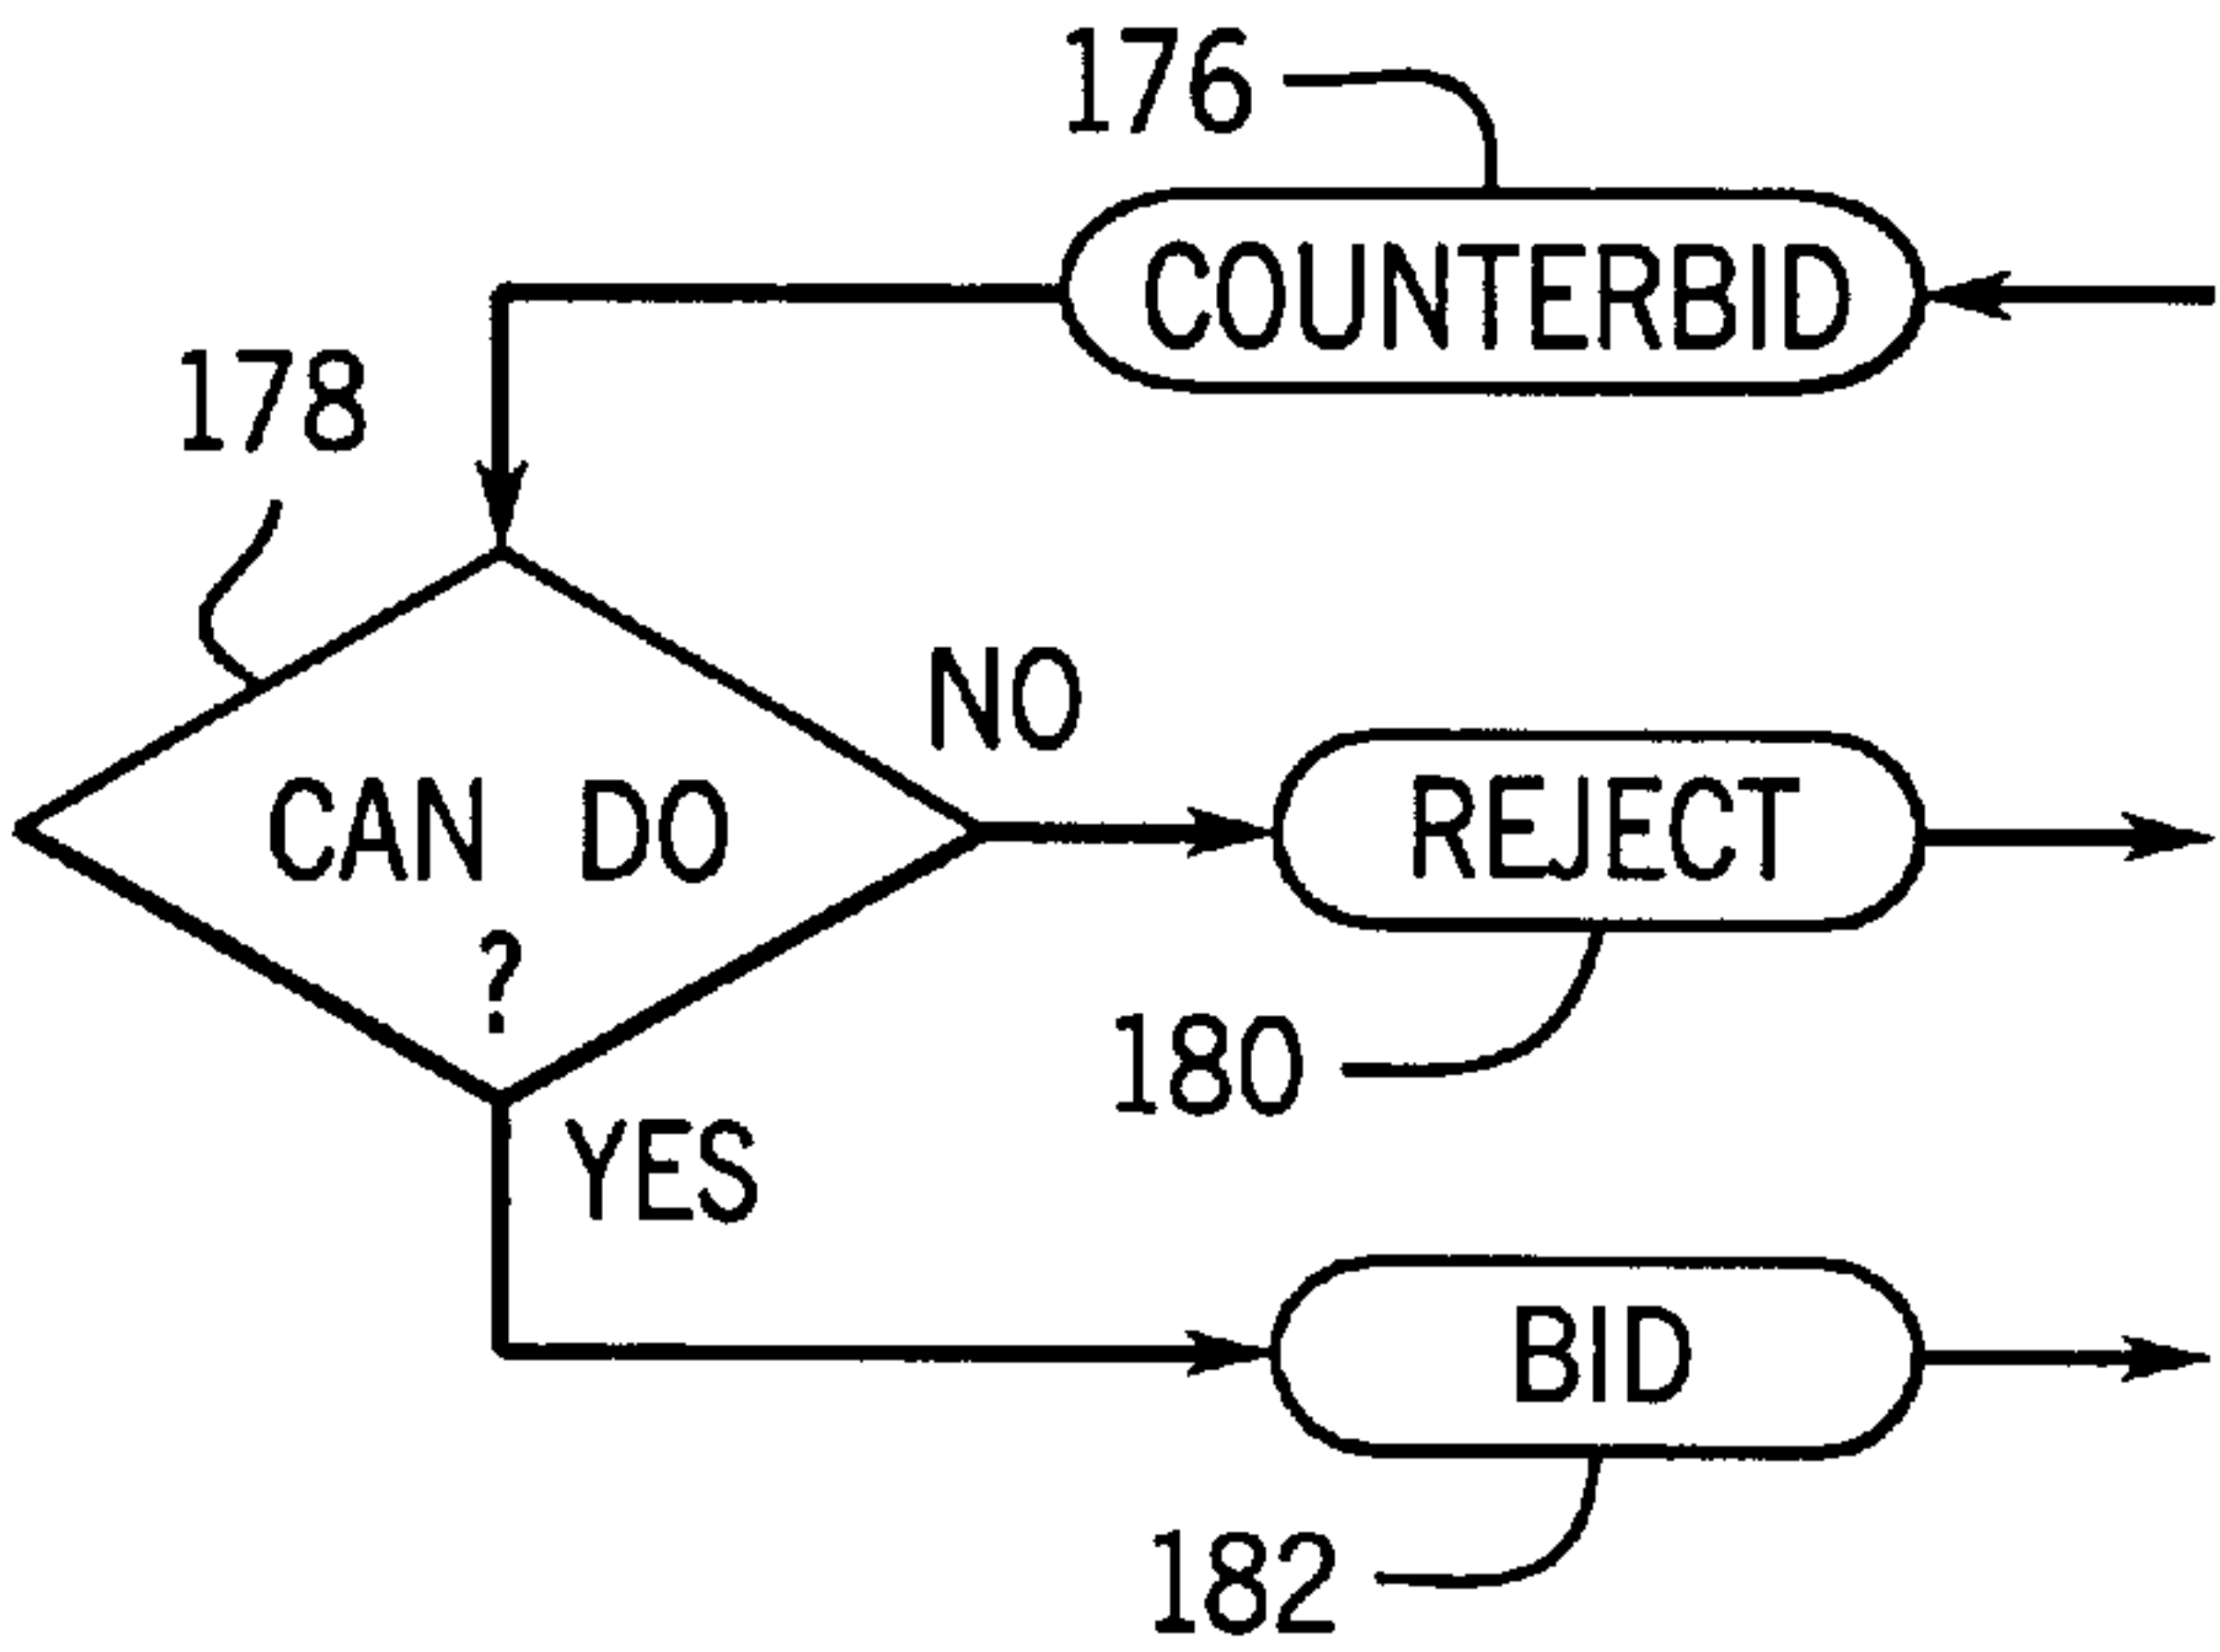 176
COUNTERBID
178
NO
CAN DO
?
REJECT
180
YES
BID
182